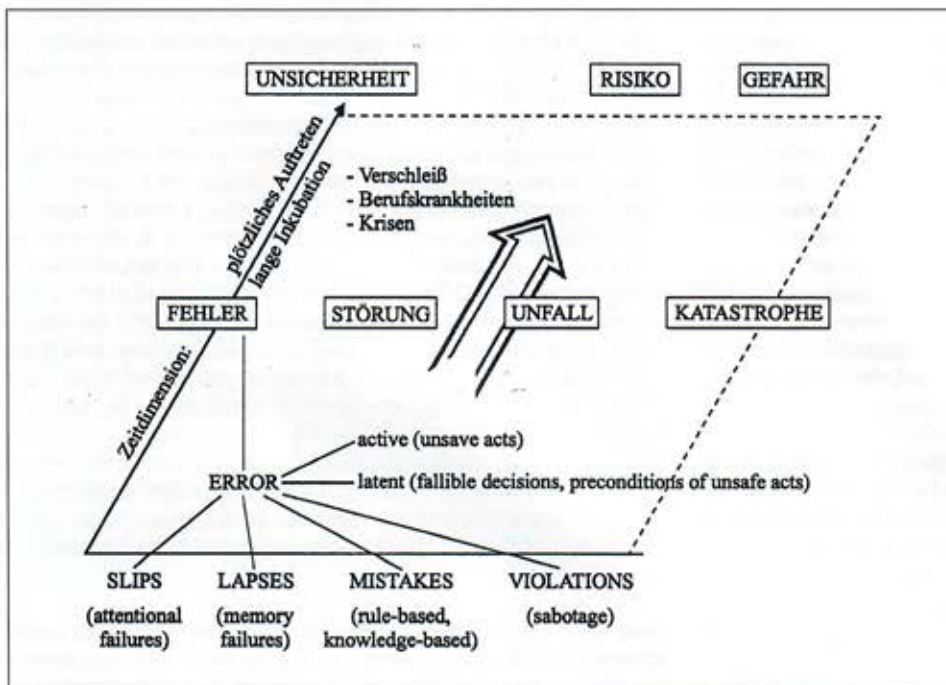 UNSICHERHEIT RISIKO GEFAHR
plötzliches Auftreten
lange Inkubation
- Verschleiß
- Berufskrankheiten
- Krisen
FEHLER STÖRUNG UNFALL KATASTROPHE
Zeitdimension:
active (unsave acts)
ERROR
latent (fallible decisions, preconditions of unsafe acts)
SLIPS LAPSES MISTAKES VIOLATIONS
(attentional (memory (rule-based, (sabotage)
failures) failures) knowledge-based)